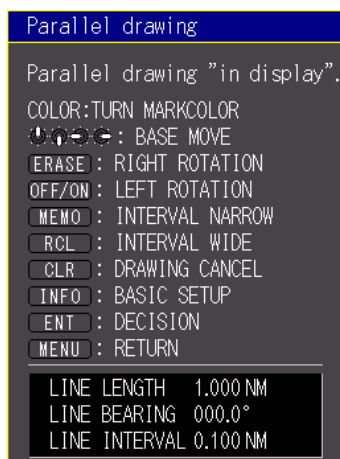 Parallel drawing
Parallel drawing "in display".
COLOR:TURN MARKCOLOR
: BASE MOVE
ERASE : RIGHT ROTATION
OFF/ON : LEFT ROTATION
MEMO : INTERVAL NARROW
RCL : INTERVAL WIDE
CLR : DRAWING CANCEL
INFO : BASIC SETUP
ENT : DECISION
MENU : RETURN
LINE LENGTH 1.000 NM
LINE BEARING 000.0°
LINE INTERVAL 0.100 NM